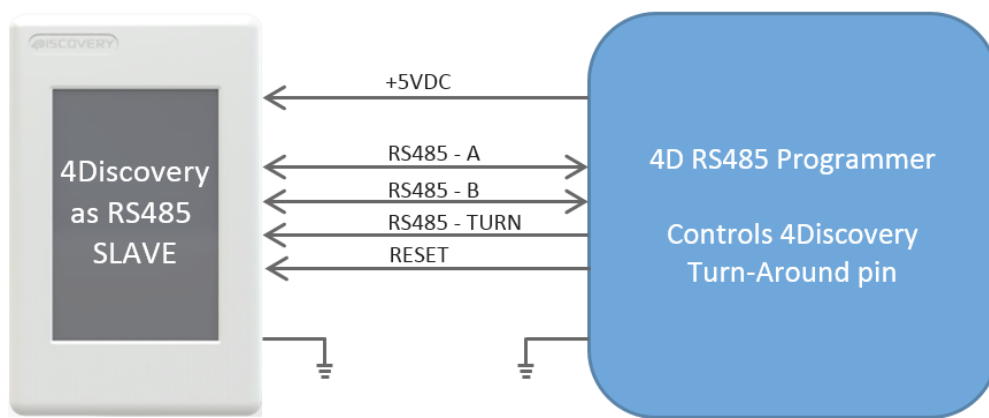 4DISCOVERY
4Discovery
as RS485
SLAVE
+5VDC
RS485 - A
RS485 - B
RS485 - TURN
RESET
4D RS485 Programmer
Controls 4Discovery
Turn-Around pin